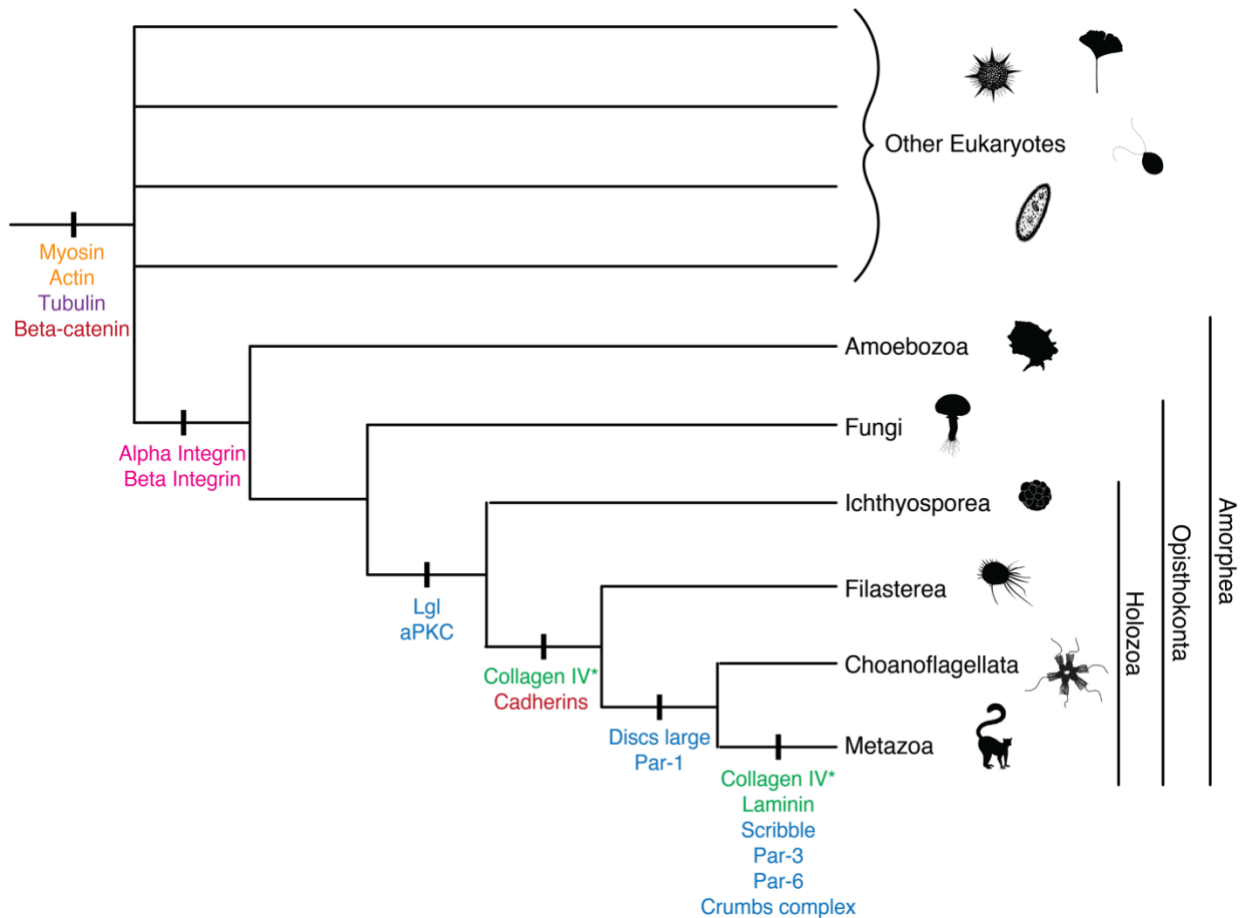 Other Eukaryotes
Myosin
Actin
Tubulin
Beta-catenin
Amoebozoa
Fungi
Alpha Integrin
Beta Integrin
Ichthyosporea
Filasterea
Lgl
aPKC
Choanoflagellata
Collagen IV*
Cadherins
Discs large
Par-1
Metazoa
Collagen IV*
Laminin
Scribble
Par-3
Par-6
Crumbs complex
Holozoa
Opisthokonta
Amorphea